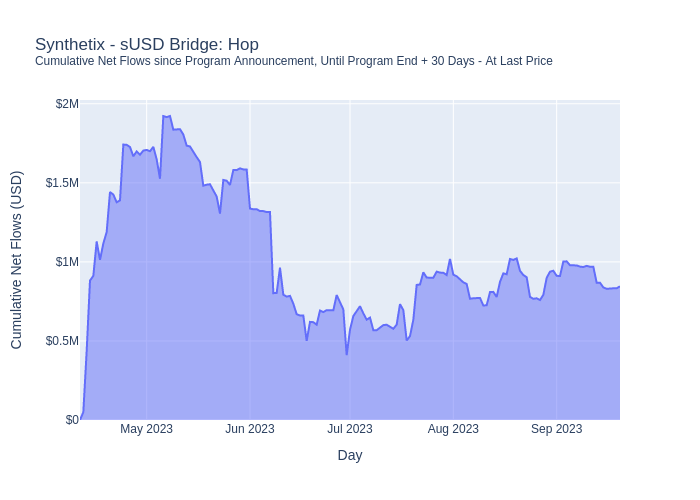 Synthetix - sUSD Bridge: Hop
Cumulative Net Flows since Program Announcement, Until Program End + 30 Days - At Last Price
Cumulative Net Flows (USD)
$2M
$1.5M
$1M
$0.5M
$0
May 2023
Jun 2023
Jul 2023
Aug 2023
Sep 2023
Day